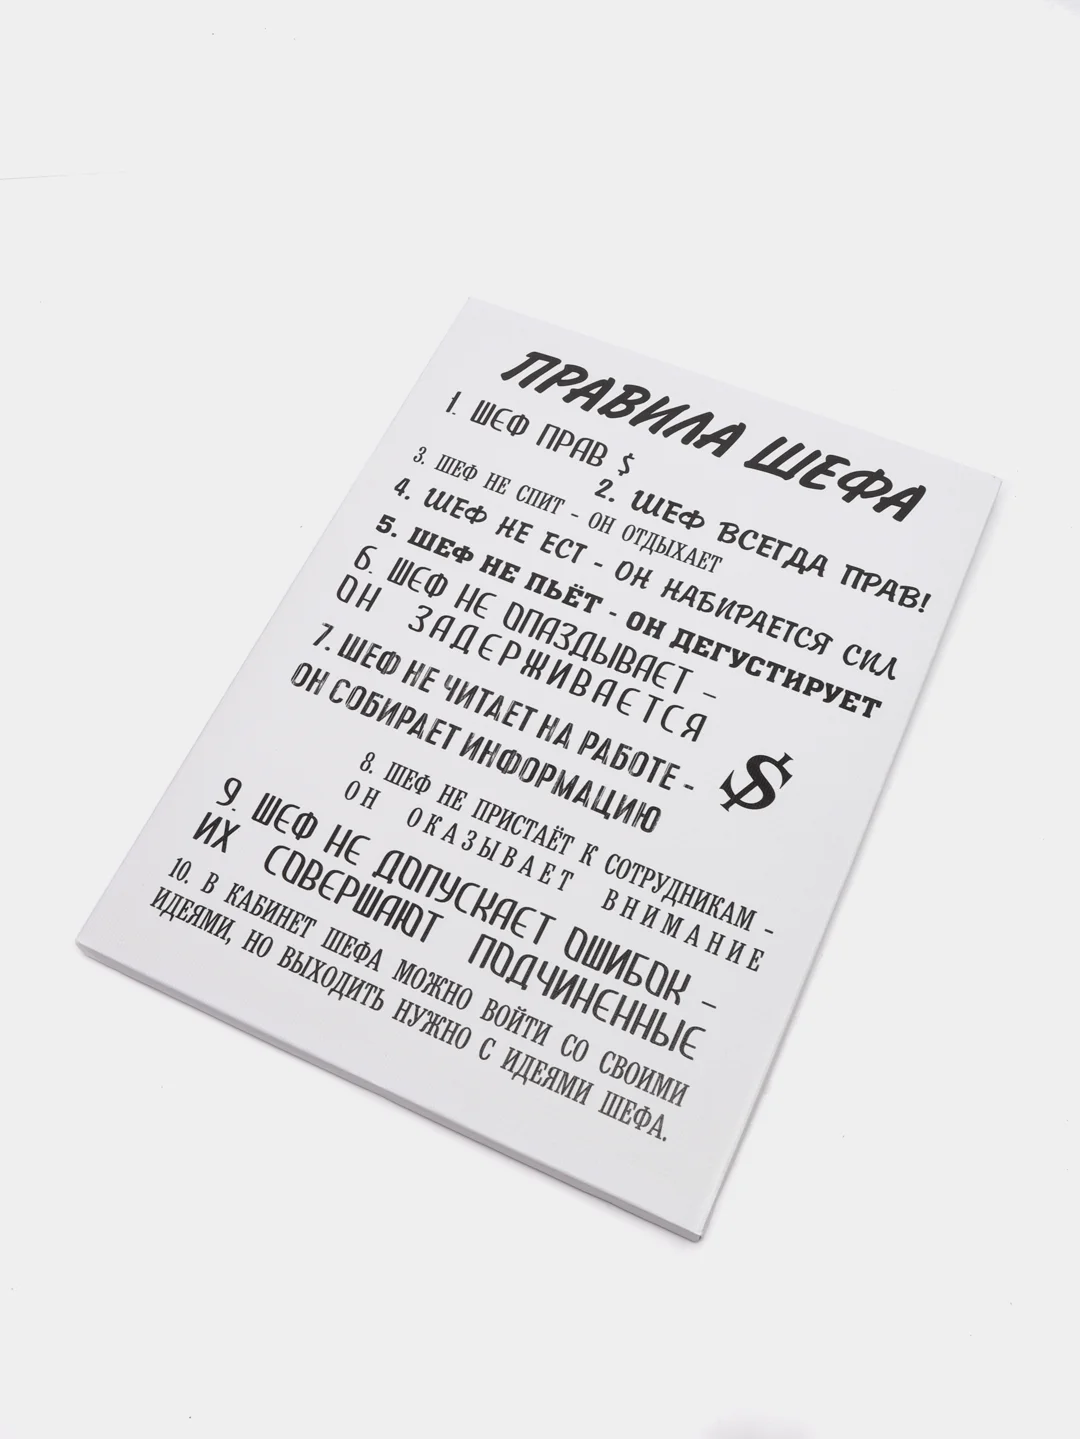 ПРАВИЛА ШЕФА
1. ШЕФ ПРАВ $
2. ШЕФ ВСЕГДА ПРАВ!
3. ШЕФ НЕ СПИТ - ОН ОТДЫХАЕТ
4. ШЕФ НЕ ЕСТ - ОН НАБИРАЕТСЯ СИЛ
5. ШЕФ НЕ ПЬЁТ - ОН ДЕГУСТИРУЕТ
6. ШЕФ НЕ ОПАЗДЫВАЕТ -
ОН ЗАДЕРЖИВАЕТСЯ
7. ШЕФ НЕ ЧИТАЕТ НА РАБОТЕ -
ОН СОБИРАЕТ ИНФОРМАЦИЮ
$
8. ШЕФ НЕ ПРИСТАЁТ К СОТРУДНИКАМ -
ОН ОКАЗЫВАЕТ ВНИМАНИЕ
9. ШЕФ НЕ ДОПУСКАЕТ ОШИБОК -
ИХ СОВЕРШАЮТ ПОДЧИНЕННЫЕ
10. В КАБИНЕТ ШЕФА МОЖНО ВОЙТИ СО СВОИМИ
ИДЕЯМИ, НО ВЫХОДИТЬ НУЖНО С ИДЕЯМИ ШЕФА.